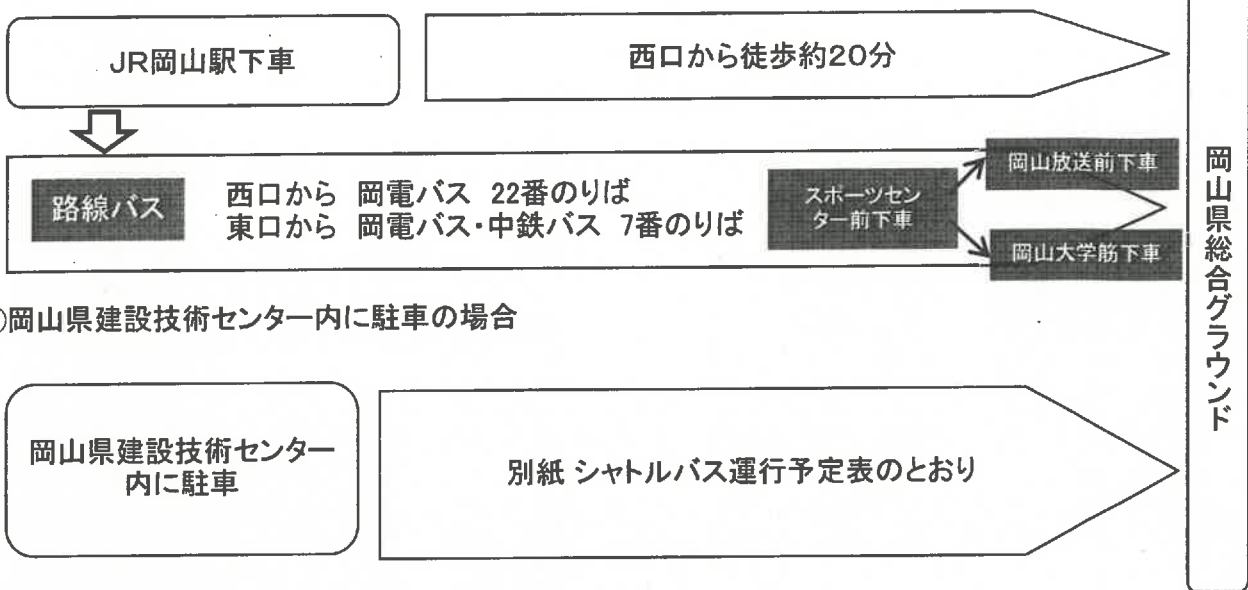 JR岡山駅下車
西口から徒歩約20分
路線バス
西口から 岡電バス 22番のりば
東口から 岡電バス・中鉄バス 7番のりば
スポーツセン
ター前下車
岡山放送前下車
岡山大学筋下車
)岡山県建設技術センター内に駐車の場合
岡山県建設技術センター
内に駐車
別紙 シャトルバス運行予定表のとおり
岡山県総合グラウンド